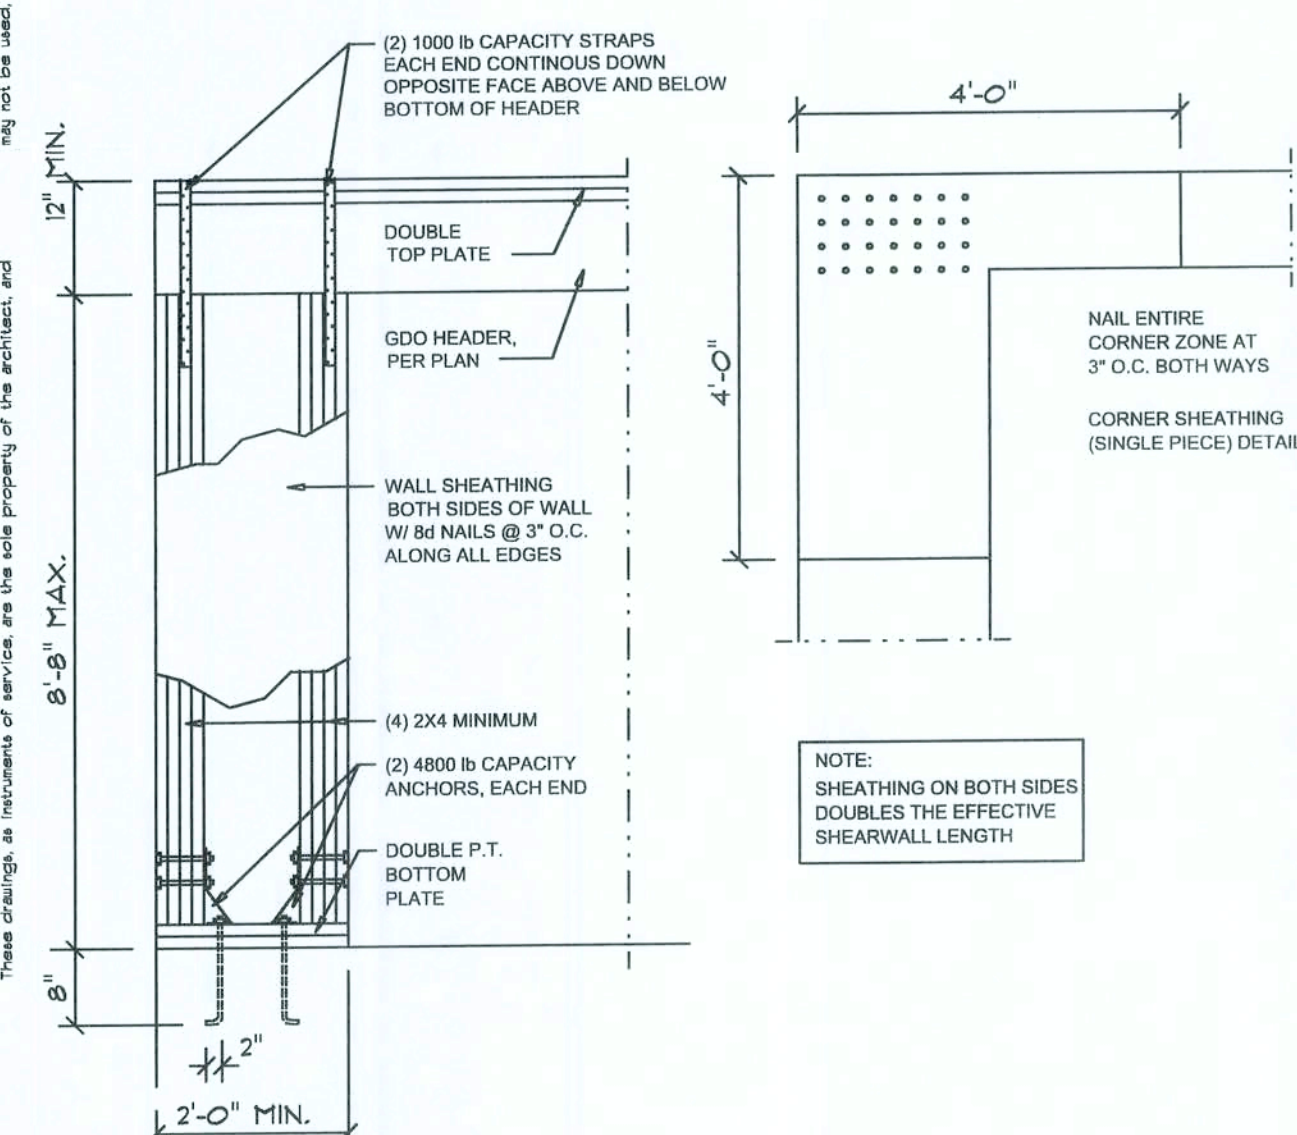 may not be used,
These drawings, as instruments of service, are the sole property of the architect, and
(2) 1000 lb CAPACITY STRAPS
EACH END CONTINOUS DOWN
OPPOSITE FACE ABOVE AND BELOW
BOTTOM OF HEADER
12" MIN.
DOUBLE
TOP PLATE
GDO HEADER,
PER PLAN
WALL SHEATHING
BOTH SIDES OF WALL
W/ 8d NAILS @ 3" O.C.
ALONG ALL EDGES
8'-8" MAX.
(4) 2X4 MINIMUM
(2) 4800 lb CAPACITY
ANCHORS, EACH END
DOUBLE P.T.
BOTTOM
PLATE
8"
2"
2'-0" MIN.
4'-0"
4'-0"
NAIL ENTIRE
CORNER ZONE AT
3" O.C. BOTH WAYS
CORNER SHEATHING
(SINGLE PIECE) DETAIL
NOTE:
SHEATHING ON BOTH SIDES
DOUBLES THE EFFECTIVE
SHEARWALL LENGTH